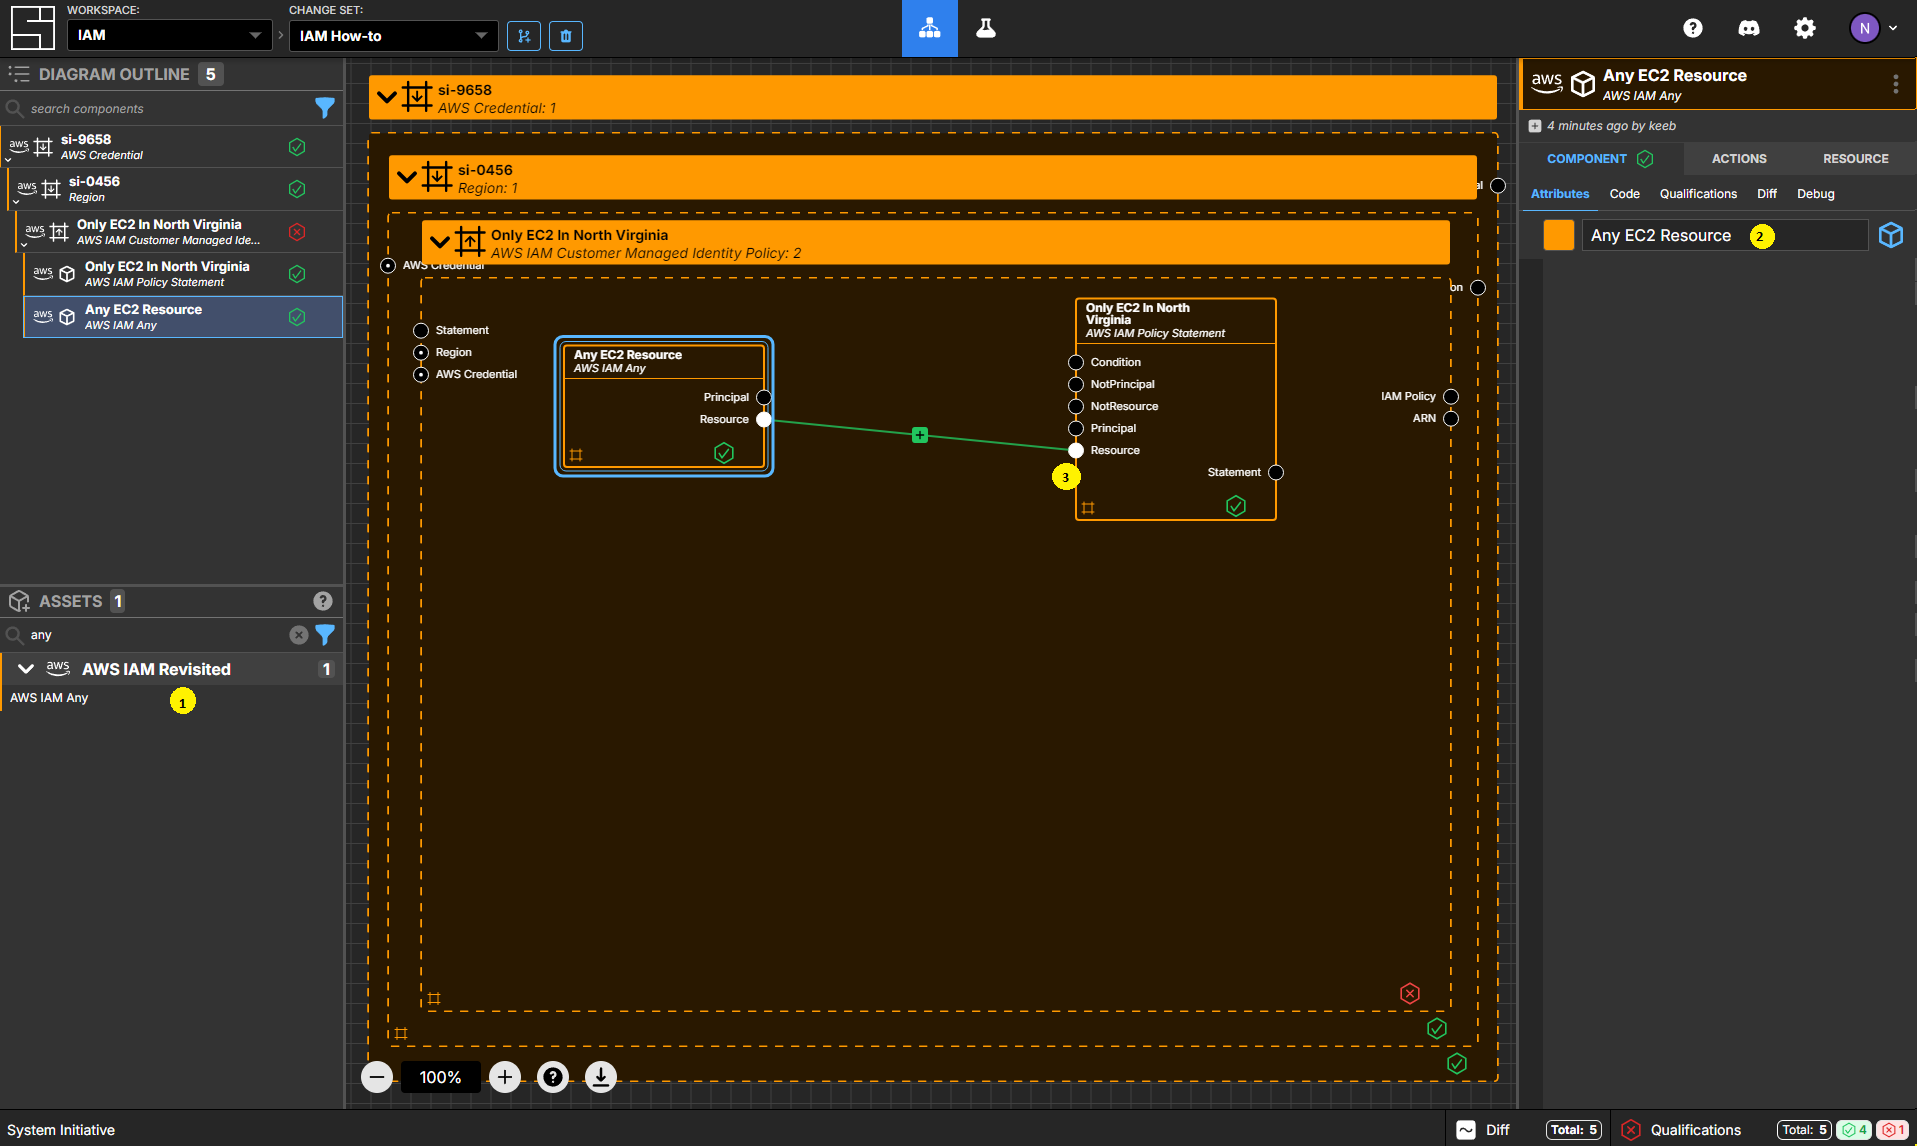 WORKSPACE:
IAM
CHANGE SET:
IAM How-to
N
DIAGRAM OUTLINE 5
search components
aws si-9658
AWS Credential
aws si-0456
Region
aws Only EC2 In North Virginia
AWS IAM Customer Managed Ide...
aws Only EC2 In North Virginia
AWS IAM Policy Statement
aws Any EC2 Resource
AWS IAM Any
ASSETS 1
any
aws AWS IAM Revisited 1
AWS IAM Any
1
si-9658
AWS Credential: 1
si-0456
Region: 1
al
Only EC2 In North Virginia
AWS IAM Customer Managed Identity Policy: 2
AWS Credential
on
Statement
Region
AWS Credential
Any EC2 Resource
AWS IAM Any
Principal
Resource
Only EC2 In North
Virginia
AWS IAM Policy Statement
Condition
NotPrincipal
NotResource
Principal
Resource
3
Statement
IAM Policy
ARN
100%
aws Any EC2 Resource
AWS IAM Any
4 minutes ago by keeb
COMPONENT ACTIONS RESOURCE
Attributes Code Qualifications Diff Debug
Any EC2 Resource 2
System Initiative
Diff Total: 5 Qualifications Total: 5 4 1